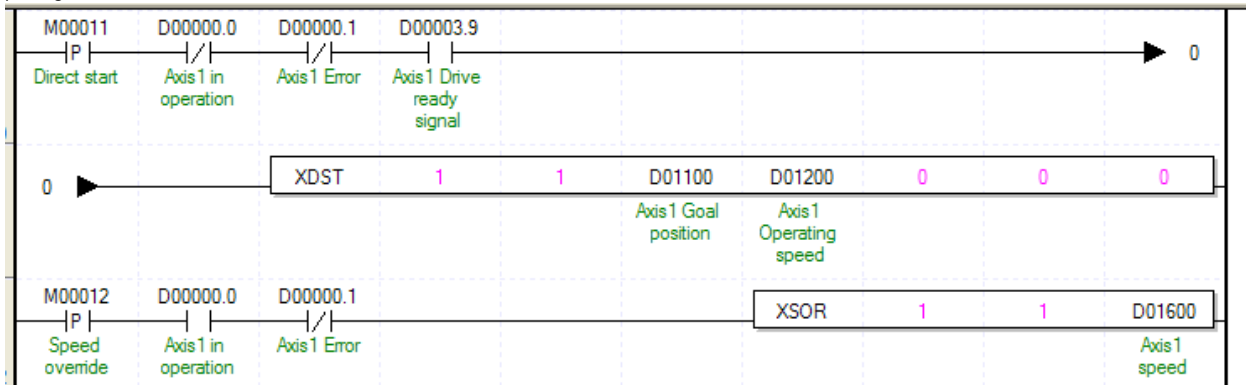 M00011 D00000.0 D00000.1 D00003.9
P / /
0
Direct start Axis1 in Axis1 Error Axis1 Drive
operation ready
signal
0 XDST 1 1 D01100 D01200 0 0 0
Axis1 Goal Axis1
position Operating
speed
M00012 D00000.0 D00000.1
P / XSOR 1 1 D01600
Speed Axis1 in Axis1 Error Axis1
override operation speed